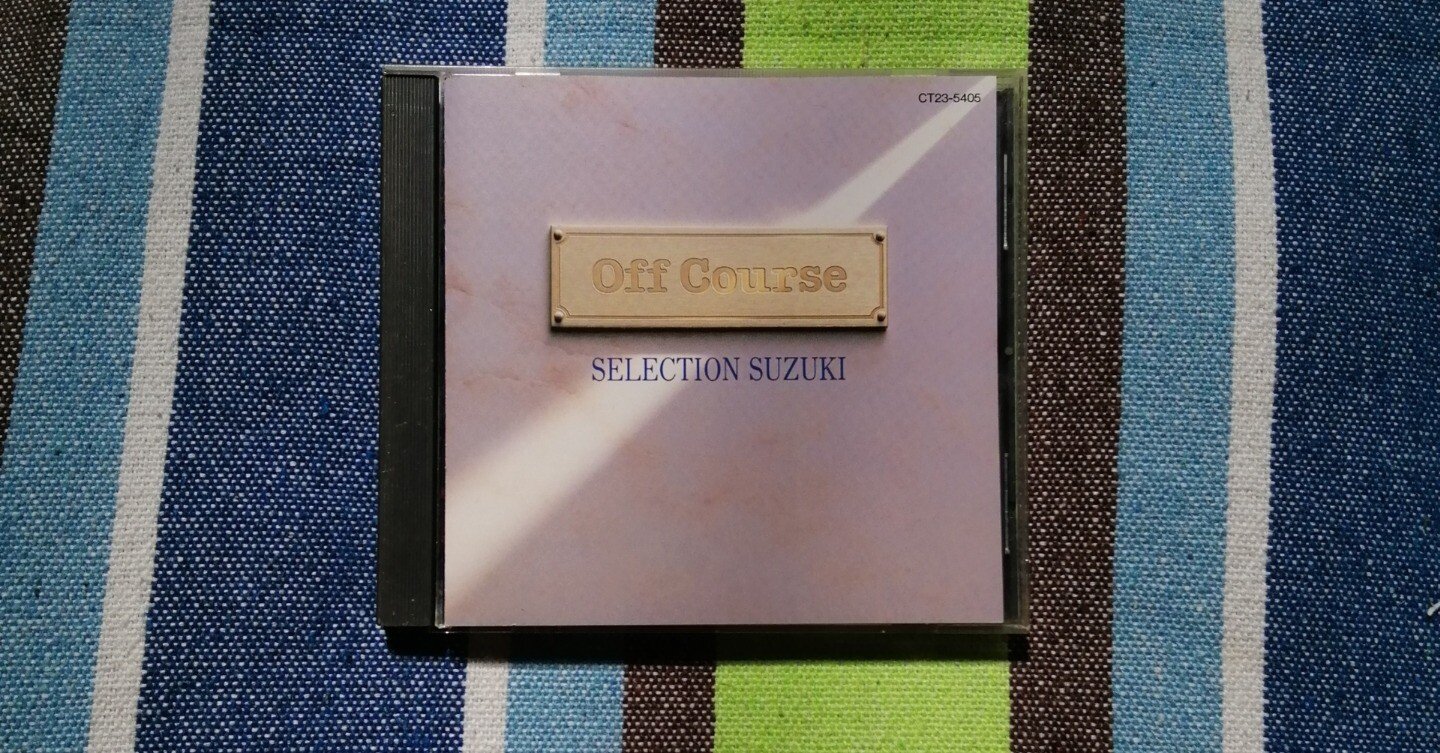 CT23-5405
Off Course
SELECTION SUZUKI